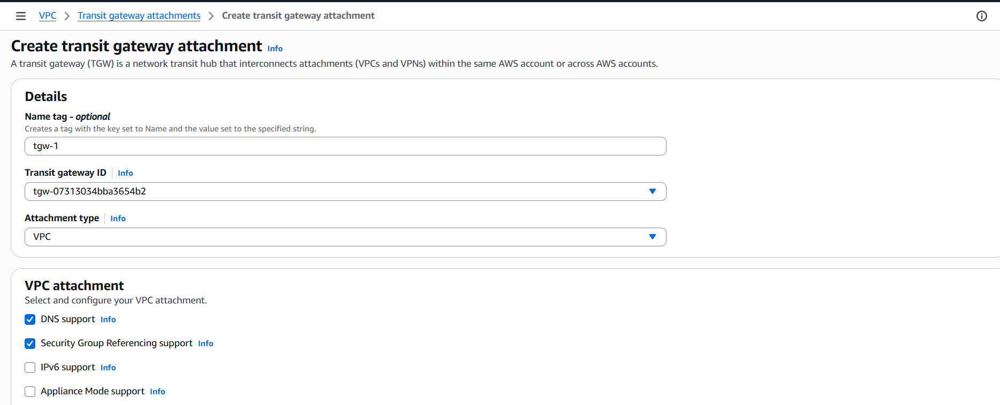 VPC > Transit gateway attachments > Create transit gateway attachment
Create transit gateway attachment Info
A transit gateway (TGW) is a network transit hub that interconnects attachments (VPCs and VPNs) within the same AWS account or across AWS accounts.
Details
Name tag - optional
Creates a tag with the key set to Name and the value set to the specified string.
tgw-1
Transit gateway ID | Info
tgw-07313034bba3654b2
Attachment type | Info
VPC
VPC attachment
Select and configure your VPC attachment.
DNS support Info
Security Group Referencing support Info
IPv6 support Info
Appliance Mode support Info